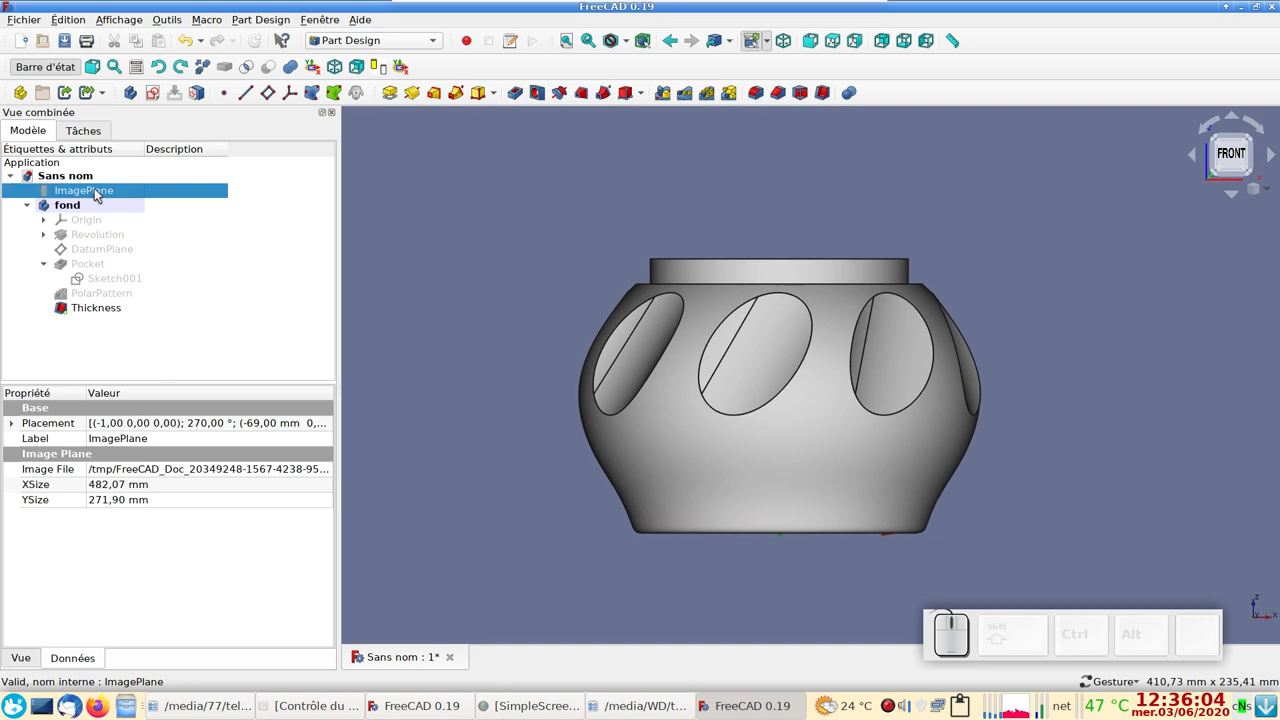 FreeCAD 0.19
Fichier Édition Affichage Outils Macro Part Design Fenêtre Aide
Part Design
Barre d'état
Vue combinée
Modèle Tâches
Étiquettes & attributs Description
Application
Sans nom
ImagePlane
fond
Origin
Revolution
DatumPlane
Pocket
Sketch001
PolarPattern
Thickness
FRONT
Propriété Valeur
Base
Placement [(-1,00 0,00 0,00); 270,00 °; (-69,00 mm 0,...
Label ImagePlane
Image Plane
Image File /tmp/FreeCAD_Doc_20349248-1567-4238-95...
XSize 482,07 mm
YSize 271,90 mm
Shift Ctrl Alt
Vue Données
Sans nom : 1*
Valid, nom interne : ImagePlane
Gesture 410,73 mm x 235,41 mm
/media/77/tel... [Contrôle du ... FreeCAD 0.19 [SimpleScree... /media/WD/t... FreeCAD 0.19 24 °C net 47 °C 12:36:04
mer.03/06/2020